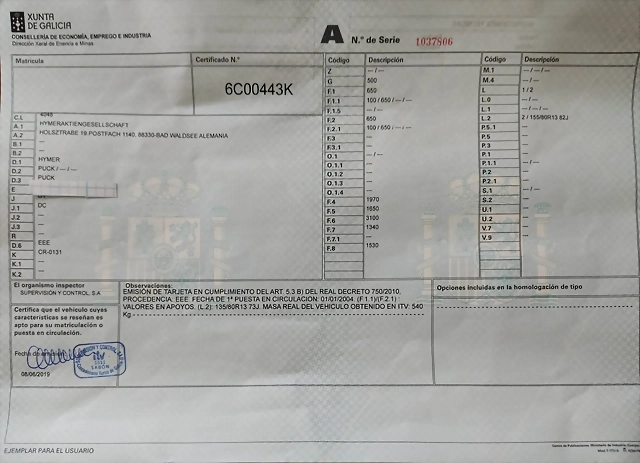 XUNTA
DE GALICIA
CONSELLERÍA DE ECONOMÍA, EMPREGO E INDUSTRIA
Dirección Xeral de Enerxía e Minas
A N.º de Serie 1037806
Matrícula
Certificado N.º
6C00443K
C.L
A.1 HYMERAKTIENGESELLSCHAFT
A.2 HOLSZTRABE 19 POSTFACH 1140, 88330-BAD WALDSEE ALEMANIA
B.1 —
B.2 —
D.1 HYMER
D.2 PUCK /—/—
D.3 PUCK
E
J DC
J.1
J.2 —
J.3 —
R —
D.6 EEE
K CR-0131
K.1 —
K.2 —
Código Descripción
Z —/—
G 500
F.1 650
F.1.1 100 / 650 /—/—
F.1.5 —/—
F.2 650
F.2.1 100 / 650 /—/—
F.3 —
F.3.1 —
O.1 —/—
O.1.1 —
O.1.2 —
O.1.3 —
O.1.4 —
F.4 1970
F.5 1650
F.6 3100
F.7 1340
F.7.1 —
F.8 1530
Código Descripción
M.1 —/—/—
M.4 —/—
L 1 / 2
L.0 —/—
L.2 2 / 155/80R13 82J
P.5.1 —
P.5 —
P.3 —
P.1 —
P.1.1 —/—
P.2 —
P.2.1 —
S.1 —/—
S.2 —
U.1 —
U.2 —
V.7 —
V.9 —
El organismo inspector
SUPERVISIÓN Y CONTROL, S.A
Certifica que el vehículo cuyas
características se reseñan es
apto para su matriculación o
puesta en circulación.
Fecha de
08/08/2019
itv
SABON
Observaciones:
EMISIÓN DE TARJETA EN CUMPLIMIENTO DEL ART. 5.3 B) DEL REAL DECRETO 750/2010.
PROCEDENCIA. EEE. FECHA DE 1ª PUESTA EN CIRCULACIÓN: 01/01/2004 (F.1.1)/(F.2.1) :
VALORES EN APOYOS. (L.2): 135/80R13 73J. MASA REAL DEL VEHÍCULO OBTENIDO EN ITV: 540
Kg
Opciones incluidas en la homologación de tipo
EJEMPLAR PARA EL USUARIO